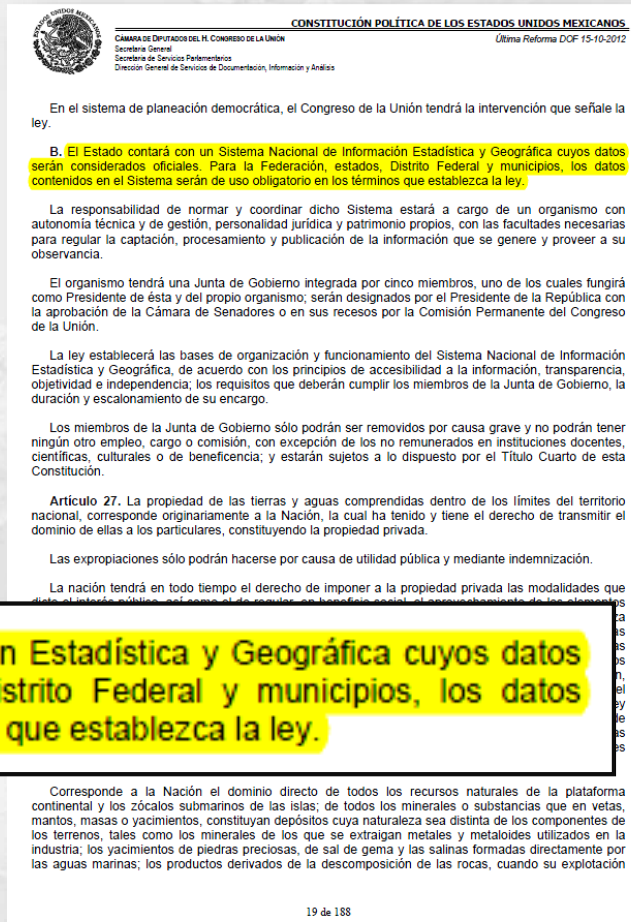 CONSTITUCIÓN POLÍTICA DE LOS ESTADOS UNIDOS MEXICANOS
CÁMARA DE DIPUTADOS DEL H. CONGRESO DE LA UNIÓN
Última Reforma DOF 15-10-2012
Secretaría General
Secretaría de Servicios Parlamentarios
Dirección General de Servicios de Documentación, Información y Análisis
ESTADOS UNIDOS MEXICANOS
En el sistema de planeación democrática, el Congreso de la Unión tendrá la intervención que señale la
ley.
B. El Estado contará con un Sistema Nacional de Información Estadística y Geográfica cuyos datos
serán considerados oficiales. Para la Federación, estados, Distrito Federal y municipios, los datos
contenidos en el Sistema serán de uso obligatorio en los términos que establezca la ley.
La responsabilidad de normar y coordinar dicho Sistema estará a cargo de un organismo con
autonomía técnica y de gestión, personalidad jurídica y patrimonio propios, con las facultades necesarias
para regular la captación, procesamiento y publicación de la información que se genere y proveer a su
observancia.
El organismo tendrá una Junta de Gobierno integrada por cinco miembros, uno de los cuales fungirá
como Presidente de ésta y del propio organismo; serán designados por el Presidente de la República con
la aprobación de la Cámara de Senadores o en sus recesos por la Comisión Permanente del Congreso
de la Unión.
La ley establecerá las bases de organización y funcionamiento del Sistema Nacional de Información
Estadística y Geográfica, de acuerdo con los principios de accesibilidad a la información, transparencia,
objetividad e independencia; los requisitos que deberán cumplir los miembros de la Junta de Gobierno, la
duración y escalonamiento de su encargo.
Los miembros de la Junta de Gobierno sólo podrán ser removidos por causa grave y no podrán tener
ningún otro empleo, cargo o comisión, con excepción de los no remunerados en instituciones docentes,
científicas, culturales o de beneficencia; y estarán sujetos a lo dispuesto por el Título Cuarto de esta
Constitución.
Artículo 27. La propiedad de las tierras y aguas comprendidas dentro de los límites del territorio
nacional, corresponde originariamente a la Nación, la cual ha tenido y tiene el derecho de transmitir el
dominio de ellas a los particulares, constituyendo la propiedad privada.
Las expropiaciones sólo podrán hacerse por causa de utilidad pública y mediante indemnización.
La nación tendrá en todo tiempo el derecho de imponer a la propiedad privada las modalidades que
n Estadística y Geográfica cuyos datos
istrito Federal y municipios, los datos
que establezca la ley.
Corresponde a la Nación el dominio directo de todos los recursos naturales de la plataforma
continental y los zócalos submarinos de las islas; de todos los minerales o substancias que en vetas,
mantos, masas o yacimientos, constituyan depósitos cuya naturaleza sea distinta de los componentes de
los terrenos, tales como los minerales de los que se extraigan metales y metaloides utilizados en la
industria; los yacimientos de piedras preciosas, de sal de gema y las salinas formadas directamente por
las aguas marinas; los productos derivados de la descomposición de las rocas, cuando su explotación
19 de 188